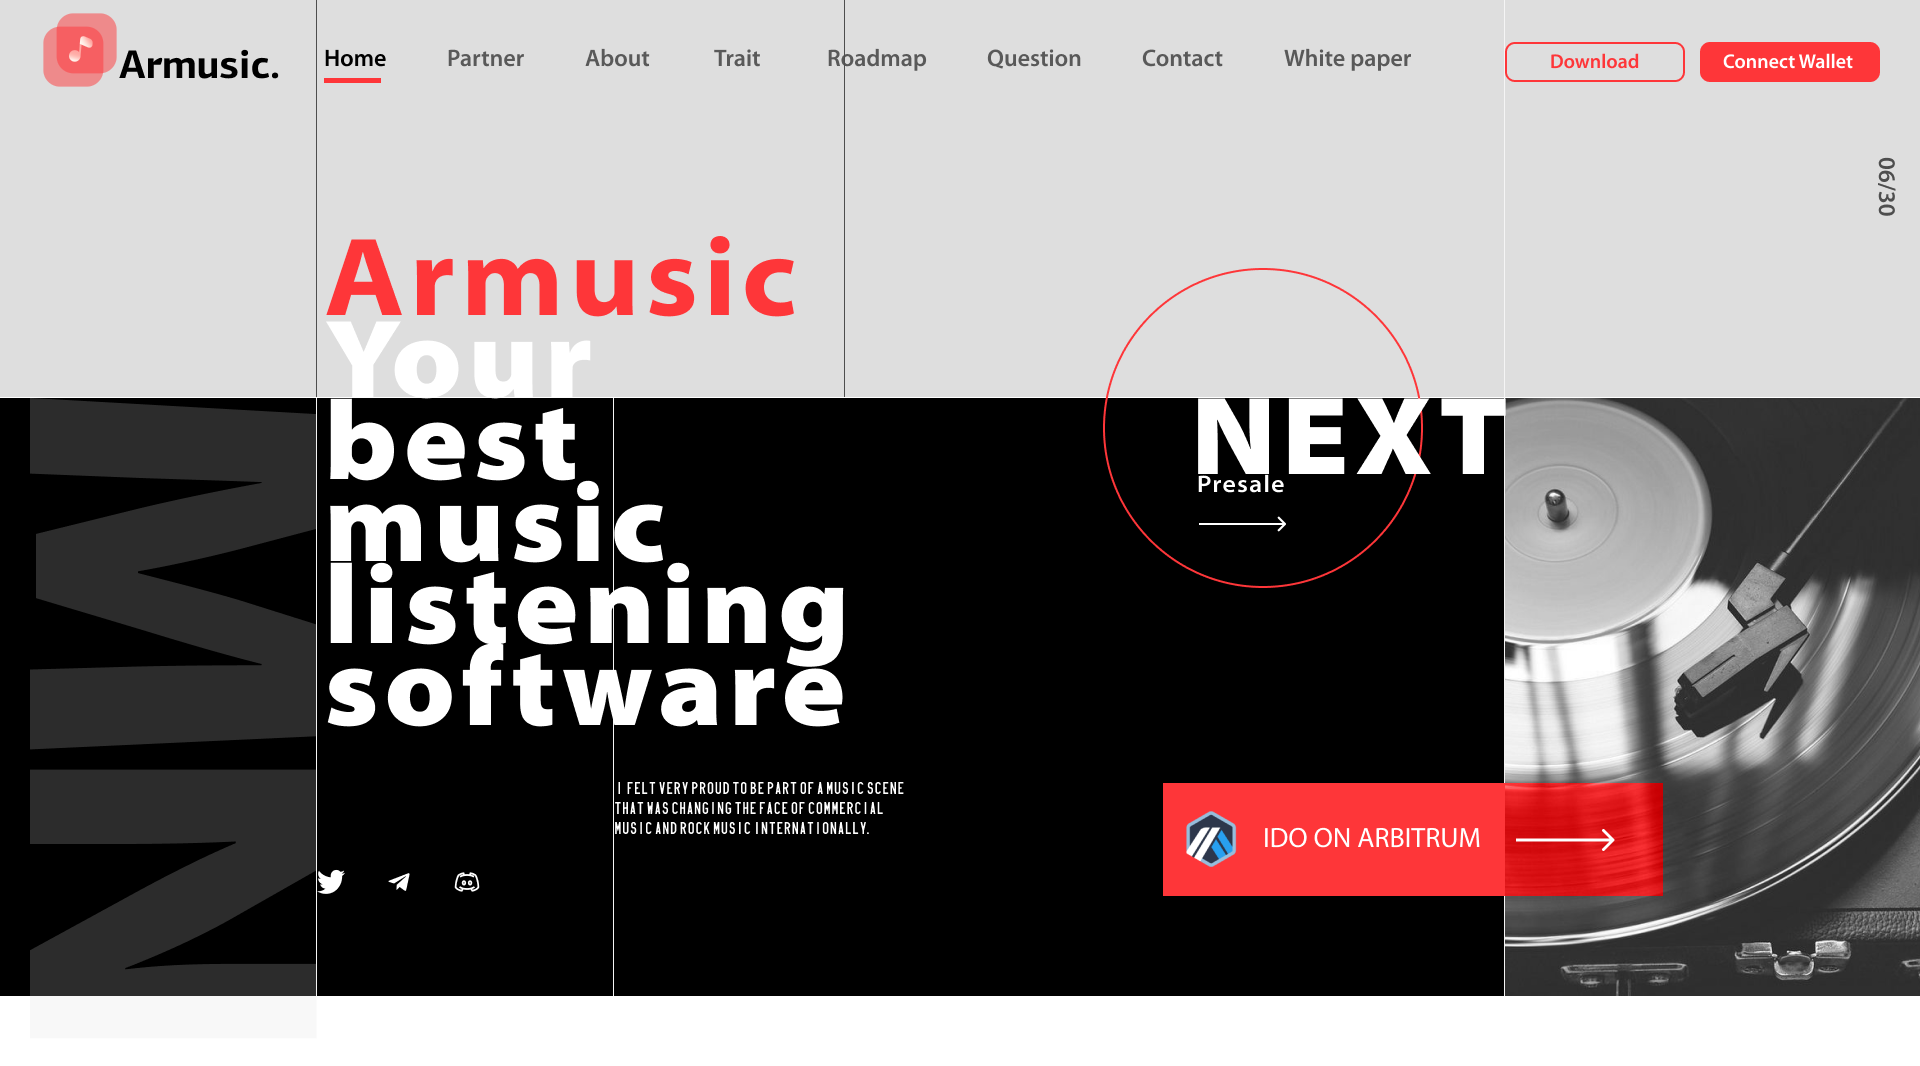 Armusic.
Home
Partner
About
Trait
Roadmap
Question
Contact
White paper
Download
Connect Wallet
06/30
Armusic
Your
best
music
listening
software
NEXT
Presale
I FELT VERY PROUD TO BE PART OF A MUSIC SCENE
THAT WAS CHANGING THE FACE OF COMMERCIAL
MUSIC AND ROCK MUSIC INTERNATIONALLY.
IDO ON ARBITRUM